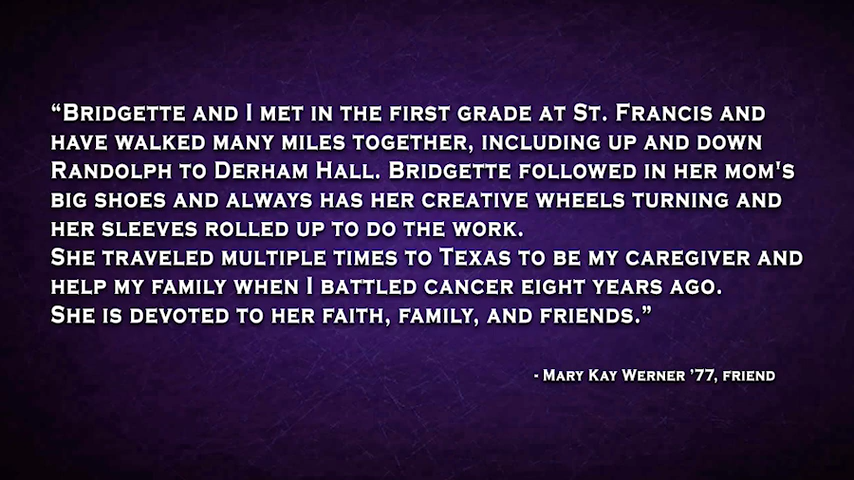 “Bridgette and I met in the first grade at St. Francis and
have walked many miles together, including up and down
Randolph to Derham Hall. Bridgette followed in her mom's
big shoes and always has her creative wheels turning and
her sleeves rolled up to do the work.
She traveled multiple times to Texas to be my caregiver and
help my family when I battled cancer eight years ago.
She is devoted to her faith, family, and friends.”
- Mary Kay Werner ’77, friend